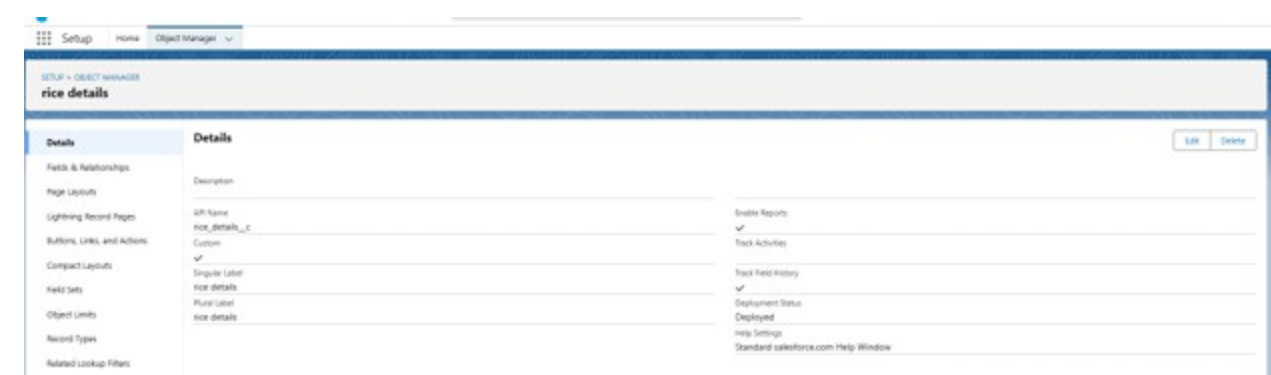 Setup Home Object Manager
SETUP > OBJECT MANAGER
rice details
Details
Fields & Relationships
Page Layouts
Lightning Record Pages
Buttons, Links, and Actions
Compact Layouts
Field Sets
Object Limits
Record Types
Related Lookup Filters
Details
Edit Delete
Description
API Name
rice_details__c
Custom
Singular Label
rice details
Plural Label
rice details
Enable Reports
Track Activities
Track Field History
Deployment Status
Deployed
Help Settings
Standard salesforce.com Help Window